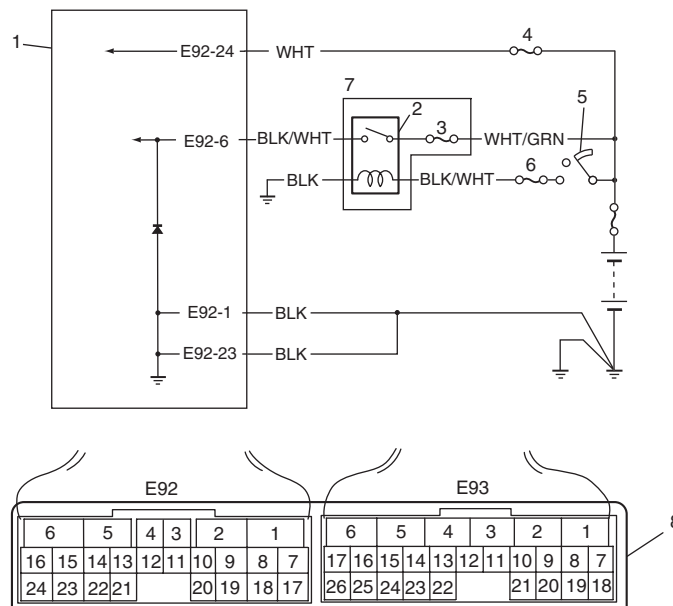 1
E92-24 WHT
4
7
2
5
E92-6 BLK/WHT
3
WHT/GRN
BLK
BLK/WHT
6
E92-1 BLK
E92-23 BLK
E92 E93
8
6 5 4 3 2 1
16 15 14 13 12 11 10 9 8 7
24 23 22 21 20 19 18 17
6 5 4 3 2 1
17 16 15 14 13 12 11 10 9 8 7
26 25 24 23 22 21 20 19 18